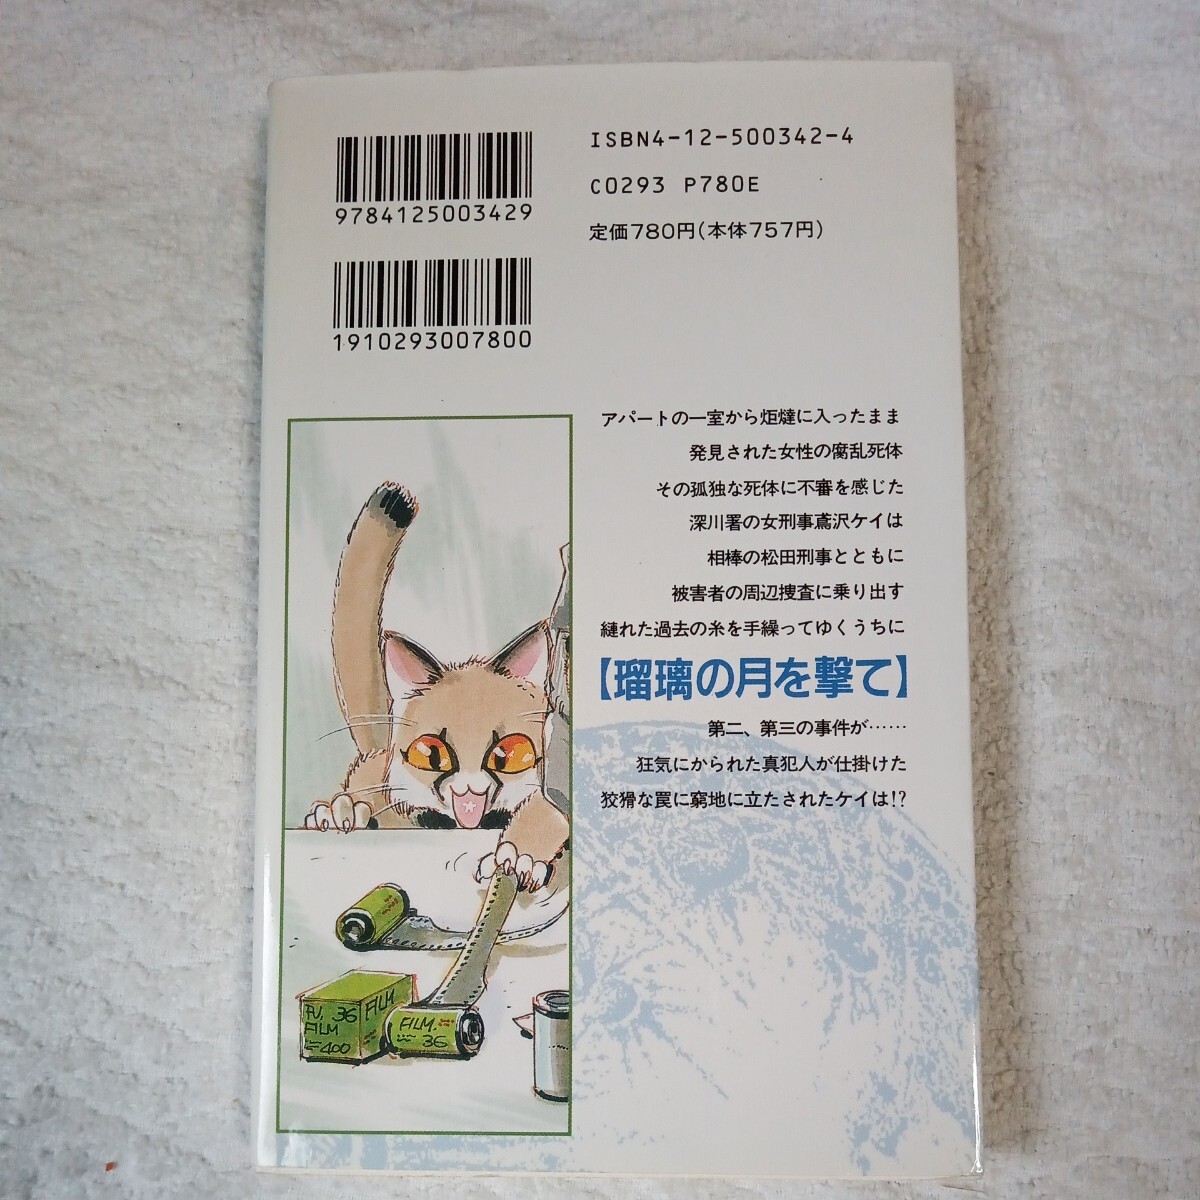 ISBN4-12-500342-4
9784125003429
C0293 P780E
定価780円(本体757円)
1910293007800
アパートの一室から炬燵に入ったまま
発見された女性の腐乱死体
その孤独な死体に不審を感じた
深川署の女刑事鳶沢ケイは
相棒の松田刑事とともに
被害者の周辺捜査に乗り出す
縺れた過去の糸を手繰ってゆくうちに
【瑠璃の月を撃て】
第二、第三の事件が……
狂気にかられた真犯人が仕掛けた
狡猾な罠に窮地に立たされたケイは!?
36
FILM
FILM
400
FILM.
36